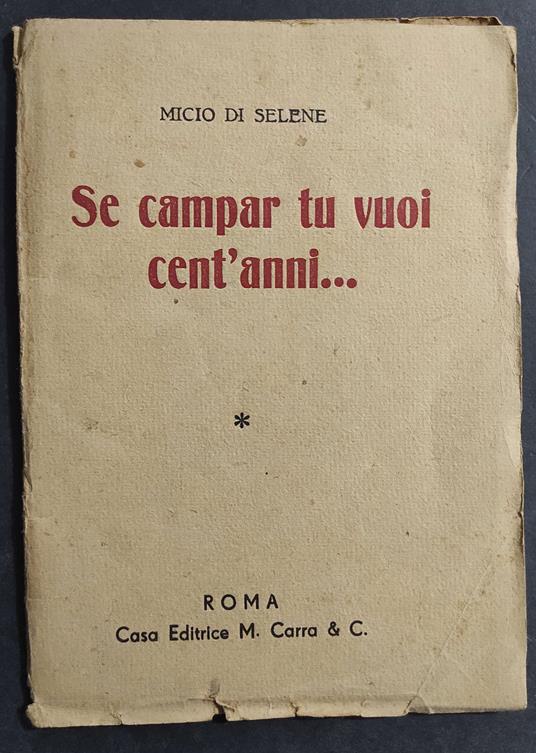 MICIO DI SELENE
Se campar tu vuoi
cent'anni...
*
ROMA
Casa Editrice M. Carra & C.